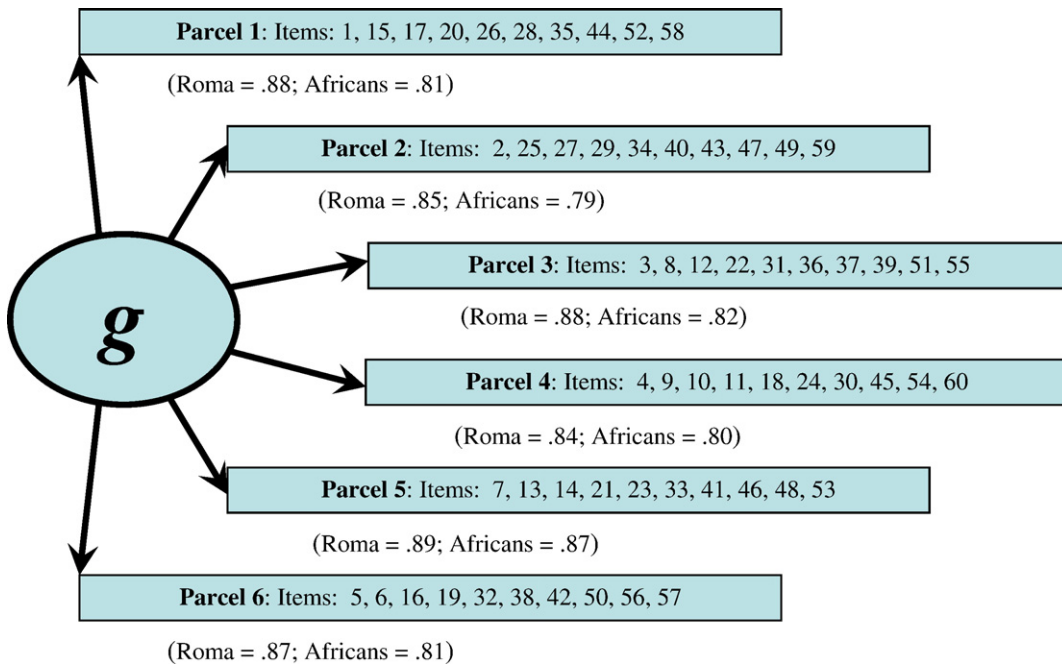 Parcel 1: Items: 1, 15, 17, 20, 26, 28, 35, 44, 52, 58
(Roma = .88; Africans = .81)
Parcel 2: Items: 2, 25, 27, 29, 34, 40, 43, 47, 49, 59
(Roma = .85; Africans = .79)
Parcel 3: Items: 3, 8, 12, 22, 31, 36, 37, 39, 51, 55
(Roma = .88; Africans = .82)
g
Parcel 4: Items: 4, 9, 10, 11, 18, 24, 30, 45, 54, 60
(Roma = .84; Africans = .80)
Parcel 5: Items: 7, 13, 14, 21, 23, 33, 41, 46, 48, 53
(Roma = .89; Africans = .87)
Parcel 6: Items: 5, 6, 16, 19, 32, 38, 42, 50, 56, 57
(Roma = .87; Africans = .81)